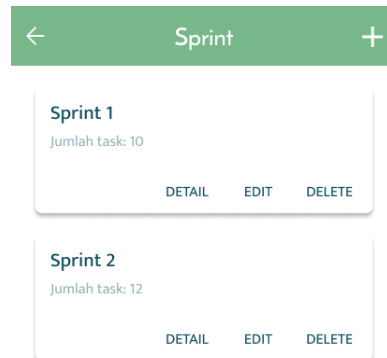 Sprint
Sprint 1
Jumlah task: 10
DETAIL EDIT DELETE
Sprint 2
Jumlah task: 12
DETAIL EDIT DELETE